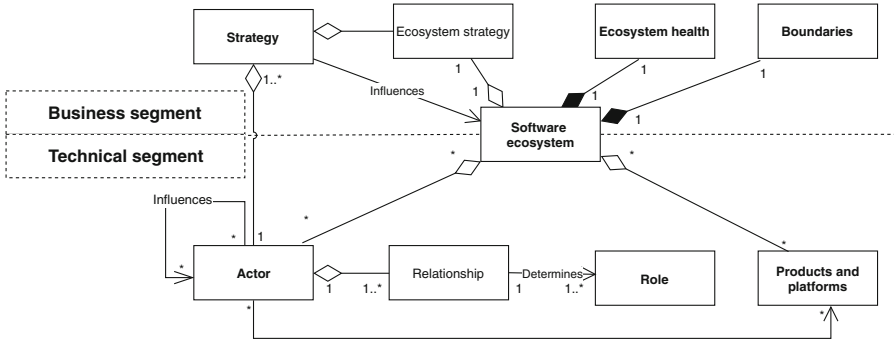 Strategy
Ecosystem strategy
Ecosystem health
Boundaries
1..*
1
1
Influences
1
1
1
1
Business segment
Technical segment
Software
ecosystem
*
*
Influences
*
*
1
*
*
Actor
Relationship
Determines
Role
Products and
platforms
1
1..*
1
1..*
*
*